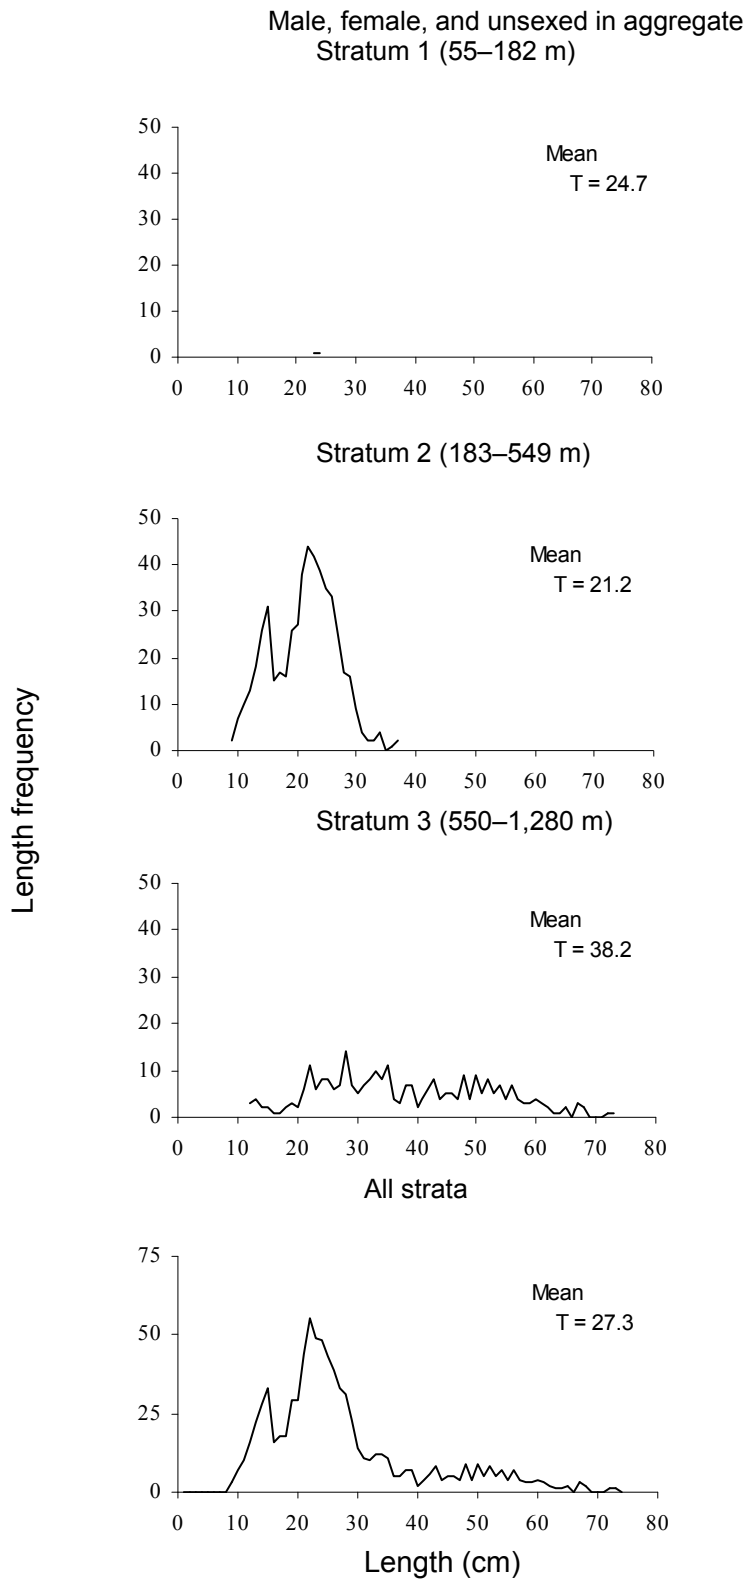 Male, female, and unsexed in aggregate
Stratum 1 (55–182 m)
50
40
30
20
10
0
Mean
T = 24.7
0 10 20 30 40 50 60 70 80
Stratum 2 (183–549 m)
50
40
30
20
10
0
Mean
T = 21.2
0 10 20 30 40 50 60 70 80
Length frequency
Stratum 3 (550–1,280 m)
50
40
30
20
10
0
Mean
T = 38.2
0 10 20 30 40 50 60 70 80
All strata
75
50
25
0
Mean
T = 27.3
0 10 20 30 40 50 60 70 80
Length (cm)